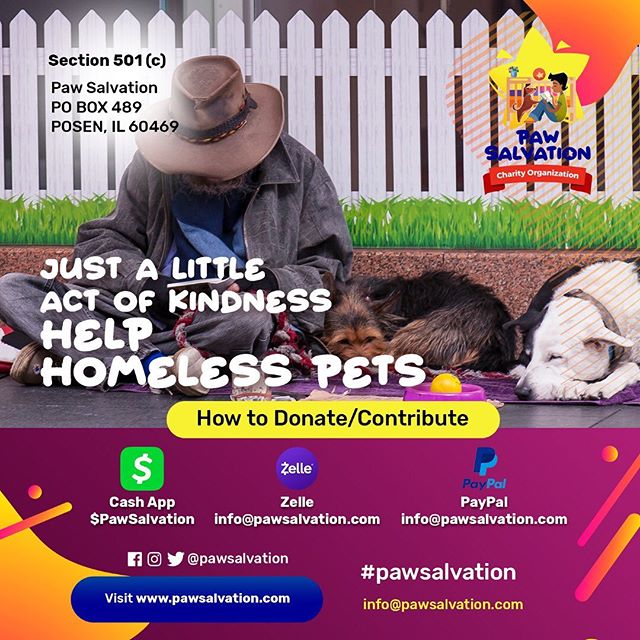 Section 501 (c)
Paw Salvation
PO BOX 489
POSEN, IL 60469
PAW
SALVATION
Charity Organization
JUST A LITTLE
ACT OF KINDNESS
HELP
HOMELESS PETS
How to Donate/Contribute
$
Cash App
$PawSalvation
Zelle
Zelle
info@pawsalvation.com
PayPal
PayPal
info@pawsalvation.com
@pawsalvation
#pawsalvation
Visit www.pawsalvation.com
info@pawsalvation.com